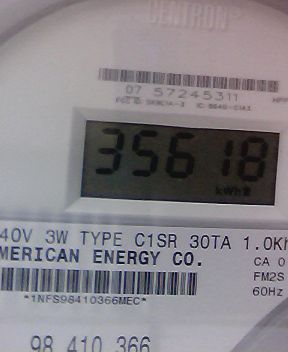 CENTRON
07 57245311
35618
kWh
40V 3W TYPE C1SR 30TA 1.0Kh
MERICAN ENERGY CO.
CA 0
FM2S
60Hz
*1NFS98410366MEC*
98 410 366